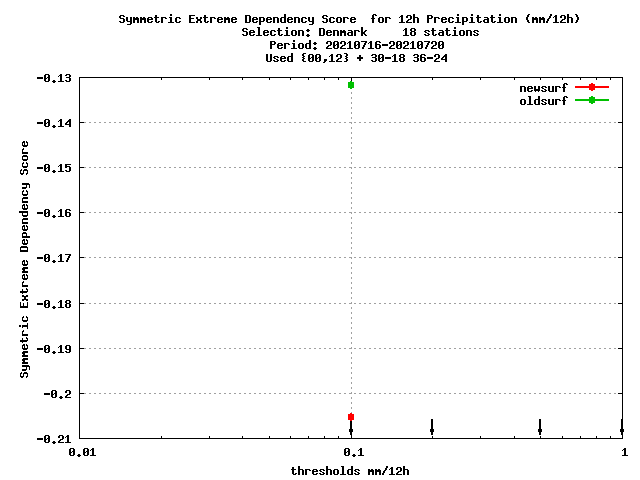 Symmetric Extreme Dependency Score  for 12h Precipitation (mm/12h)
Selection: Denmark     18 stations
Period: 20210716-20210720
Used {00,12} + 30-18 36-24
newsurf
oldsurf
Symmetric Extreme Dependency Score
-0.13
-0.14
-0.15
-0.16
-0.17
-0.18
-0.19
-0.2
-0.21
0.01
0.1
1
thresholds mm/12h